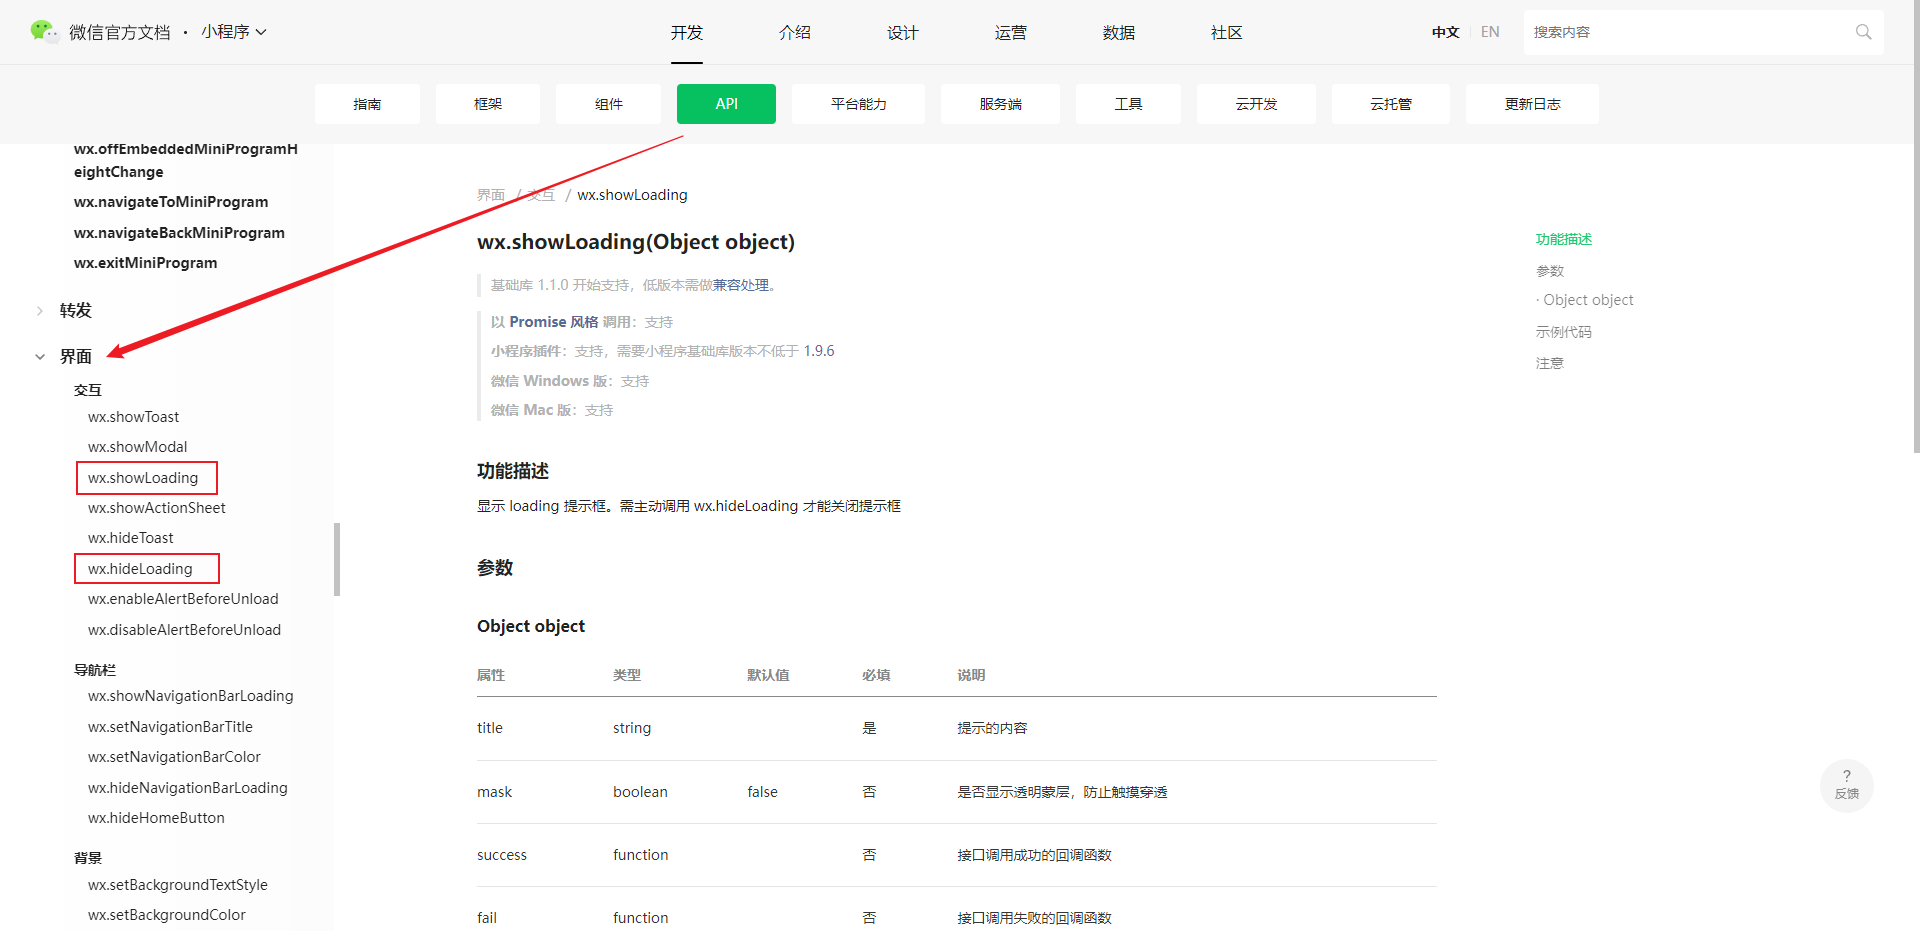 微信官方文档 · 小程序
开发
介绍
设计
运营
数据
社区
中文 EN
搜索内容
指南
框架
组件
API
平台能力
服务端
工具
云开发
云托管
更新日志
wx.offEmbeddedMiniProgramH
eightChange
wx.navigateToMiniProgram
wx.navigateBackMiniProgram
wx.exitMiniProgram
转发
界面
交互
wx.showToast
wx.showModal
wx.showLoading
wx.showActionSheet
wx.hideToast
wx.hideLoading
wx.enableAlertBeforeUnload
wx.disableAlertBeforeUnload
导航栏
wx.showNavigationBarLoading
wx.setNavigationBarTitle
wx.setNavigationBarColor
wx.hideNavigationBarLoading
wx.hideHomeButton
背景
wx.setBackgroundTextStyle
wx.setBackgroundColor
界面 / 交互 / wx.showLoading
wx.showLoading(Object object)
基础库 1.1.0 开始支持，低版本需做兼容处理。
以 Promise 风格 调用：支持
小程序插件：支持，需要小程序基础库版本不低于 1.9.6
微信 Windows 版：支持
微信 Mac 版：支持
功能描述
显示 loading 提示框。需主动调用 wx.hideLoading 才能关闭提示框
参数
Object object
属性 类型 默认值 必填 说明
title string 是 提示的内容
mask boolean false 否 是否显示透明蒙层，防止触摸穿透
success function 否 接口调用成功的回调函数
fail function 否 接口调用失败的回调函数
功能描述
参数
· Object object
示例代码
注意
?
反馈